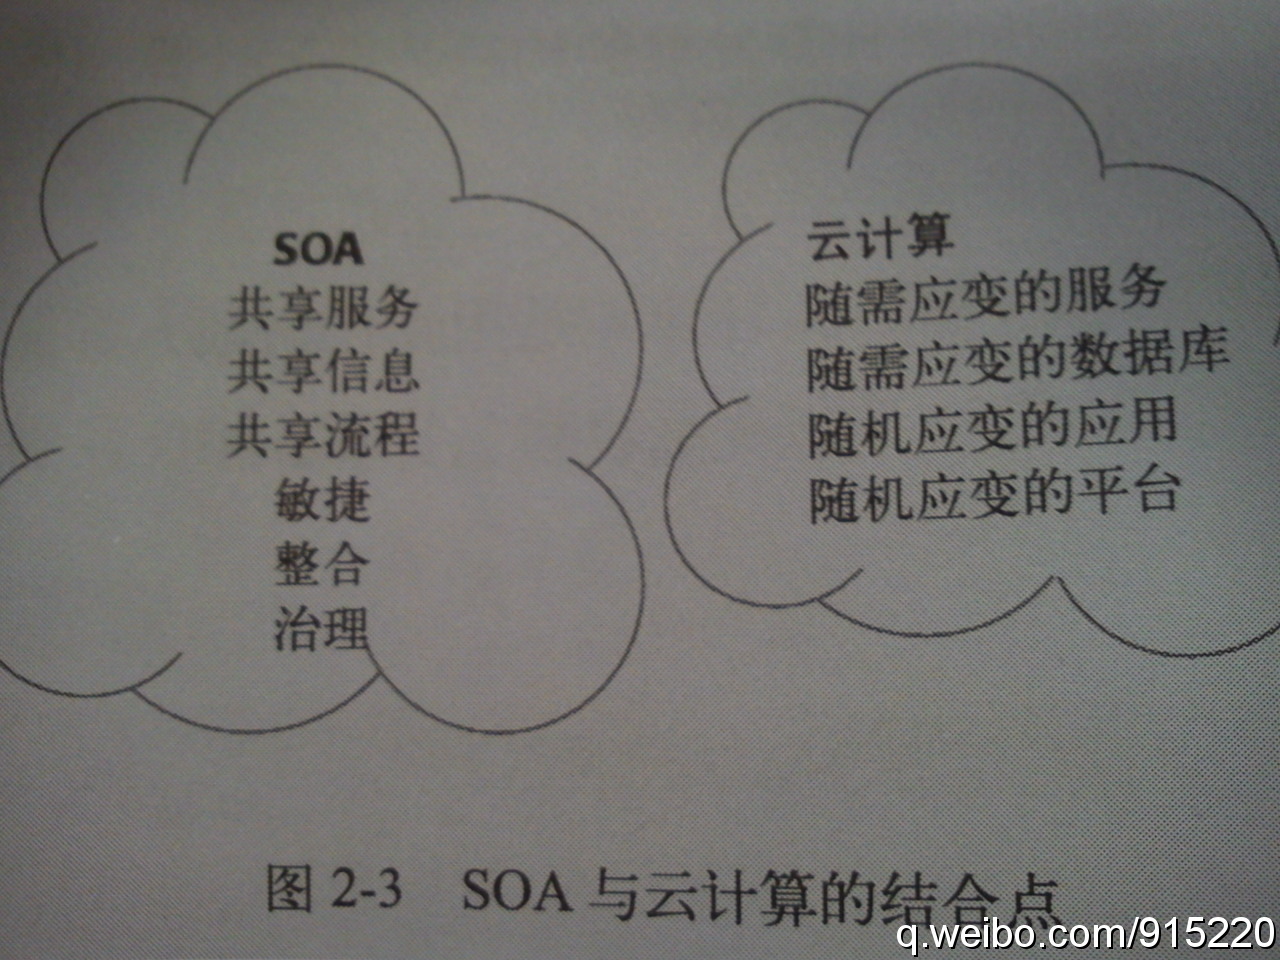 SOA
共享服务
共享信息
共享流程
敏捷
整合
治理
云计算
随需应变的服务
随需应变的数据库
随机应变的应用
随机应变的平台
图 2-3 SOA 与云计算的结合点
q.weibo.com/915220